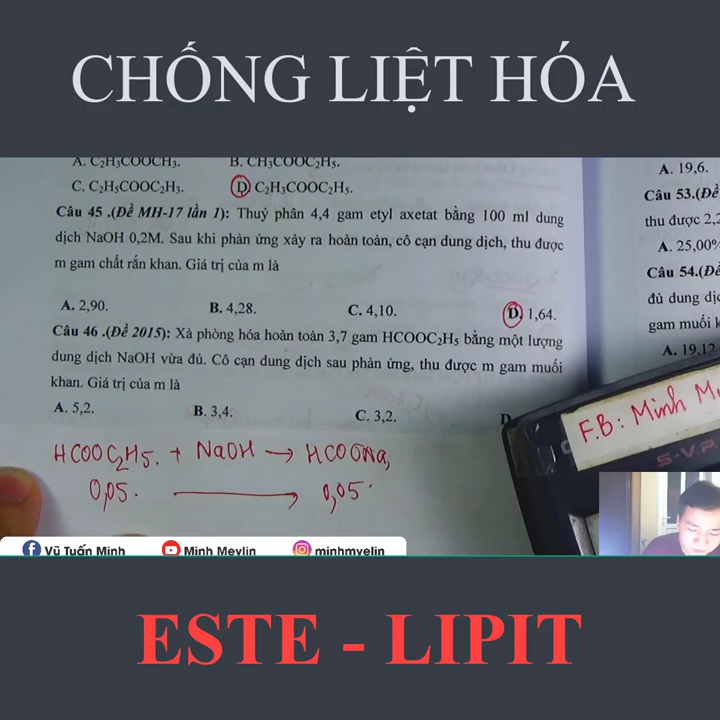 CHỐNG LIỆT HÓA
A. C₂H₃COOCH₃. B. CH₃COOC₂H₅.
C. C₂H₅COOC₂H₃. D C₂H₃COOC₂H₅.
Câu 45 .(Đề MH-17 lần 1): Thuỷ phân 4,4 gam etyl axetat bằng 100 ml dung
dịch NaOH 0,2M. Sau khi phản ứng xảy ra hoàn toàn, cô cạn dung dịch, thu được
m gam chất rắn khan. Giá trị của m là
A. 2,90. B. 4,28. C. 4,10. D. 1,64.
Câu 46 .(Đề 2015): Xà phòng hóa hoàn toàn 3,7 gam HCOOC₂H₅ bằng một lượng
dung dịch NaOH vừa đủ. Cô cạn dung dịch sau phản ứng, thu được m gam muối
khan. Giá trị của m là
A. 5,2. B. 3,4. C. 3,2. D
HCOOC₂H₅. + NaOH → HCOONa,
0,05. → 0,05.
A. 19,6.
Câu 53.(Đề
thu được 2,2
A. 25,00%
Câu 54.(Đề
đủ dung dịc
gam muối k
A. 19,12
F.B: Minh M
S-V.P
Vũ Tuấn Minh Minh Meylin minhmyelin
ESTE - LIPIT